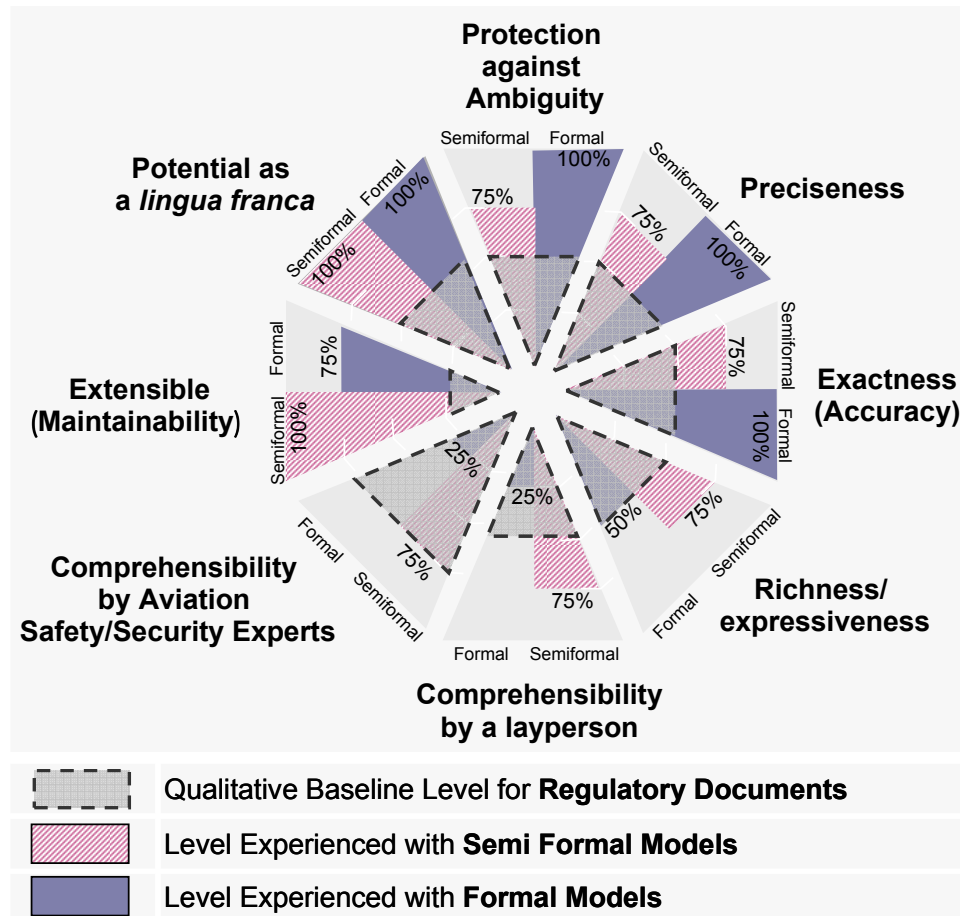 Protection
against
Ambiguity
Semiformal
Formal
75%
100%
Preciseness
Semiformal
Formal
75%
100%
Exactness
(Accuracy)
Semiformal
Formal
75%
100%
Richness/
expressiveness
Semiformal
Formal
75%
50%
Comprehensibility
by a layperson
Formal
Semiformal
25%
75%
Comprehensibility
by Aviation
Safety/Security Experts
Formal
Semiformal
25%
75%
Extensible
(Maintainability)
Formal
Semiformal
75%
100%
Potential as
a lingua franca
Semiformal
Formal
100%
100%
Qualitative Baseline Level for Regulatory Documents
Level Experienced with Semi Formal Models
Level Experienced with Formal Models